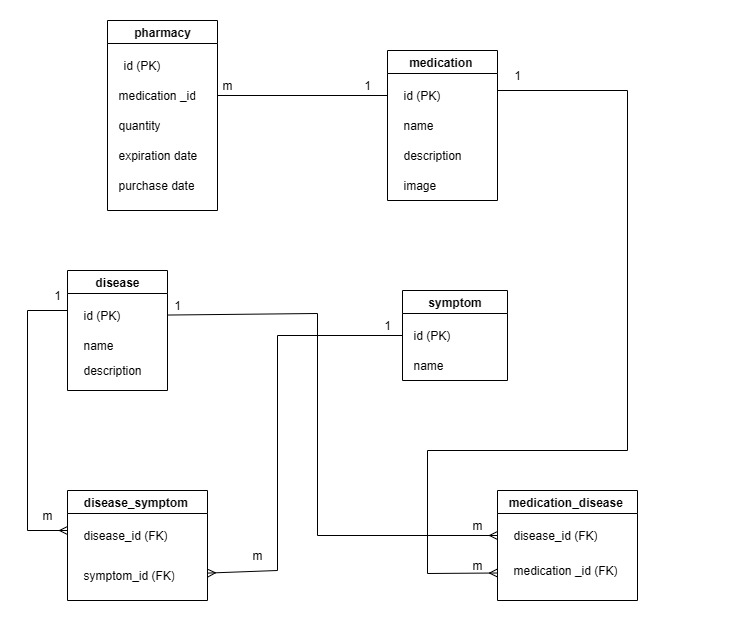 pharmacy
id (PK)
medication _id
quantity
expiration date
purchase date
m
1
medication
id (PK)
name
description
image
1
disease
id (PK)
name
description
1
1
symptom
id (PK)
name
1
disease_symptom
disease_id (FK)
symptom_id (FK)
m
m
medication_disease
disease_id (FK)
medication _id (FK)
m
m